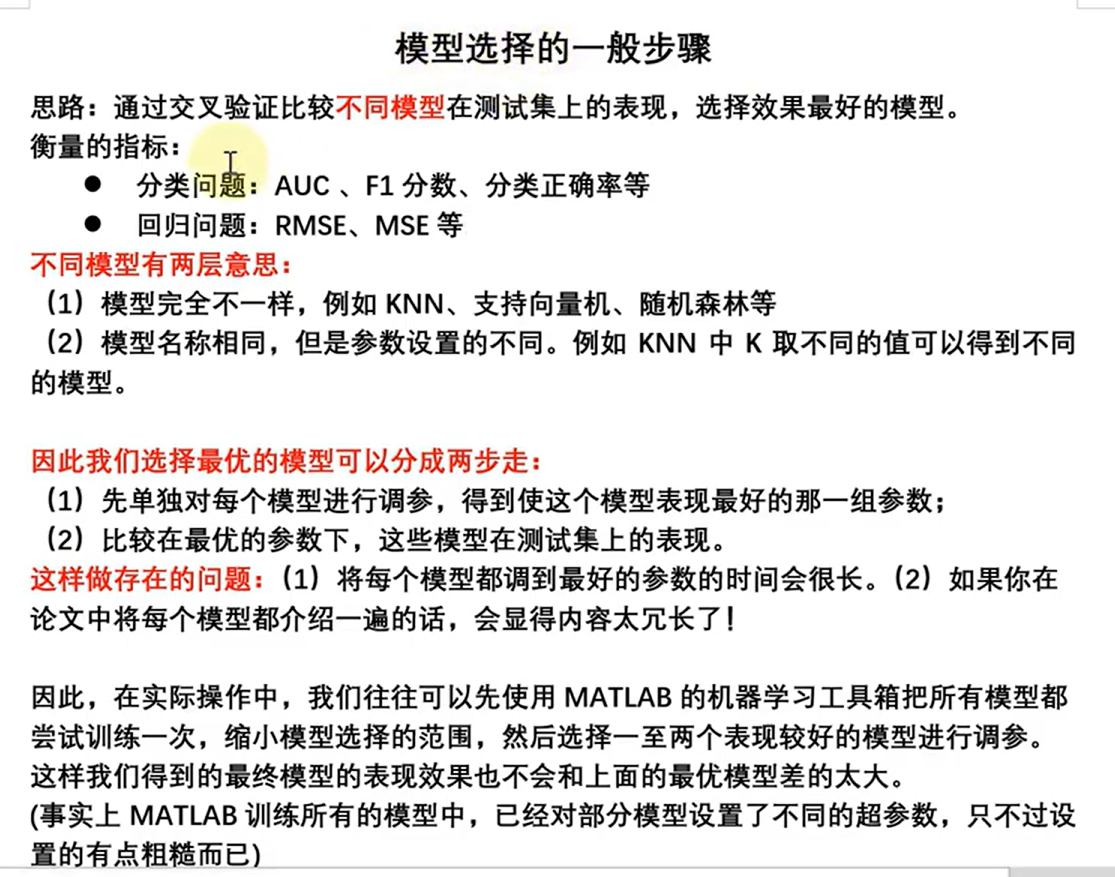 模型选择的一般步骤
思路：通过交叉验证比较不同模型在测试集上的表现，选择效果最好的模型。
衡量的指标：
● 分类问题：AUC 、F1 分数、分类正确率等
● 回归问题：RMSE、MSE 等
不同模型有两层意思：
（1）模型完全不一样，例如 KNN、支持向量机、随机森林等
（2）模型名称相同，但是参数设置的不同。例如 KNN 中 K 取不同的值可以得到不同
的模型。
因此我们选择最优的模型可以分成两步走：
（1）先单独对每个模型进行调参，得到使这个模型表现最好的那一组参数；
（2）比较在最优的参数下，这些模型在测试集上的表现。
这样做存在的问题：（1）将每个模型都调到最好的参数的时间会很长。（2）如果你在
论文中将每个模型都介绍一遍的话，会显得内容太冗长了！
因此，在实际操作中，我们往往可以先使用 MATLAB 的机器学习工具箱把所有模型都
尝试训练一次，缩小模型选择的范围，然后选择一至两个表现较好的模型进行调参。
这样我们得到的最终模型的表现效果也不会和上面的最优模型差的太大。
(事实上 MATLAB 训练所有的模型中，已经对部分模型设置了不同的超参数，只不过设
置的有点粗糙而已)